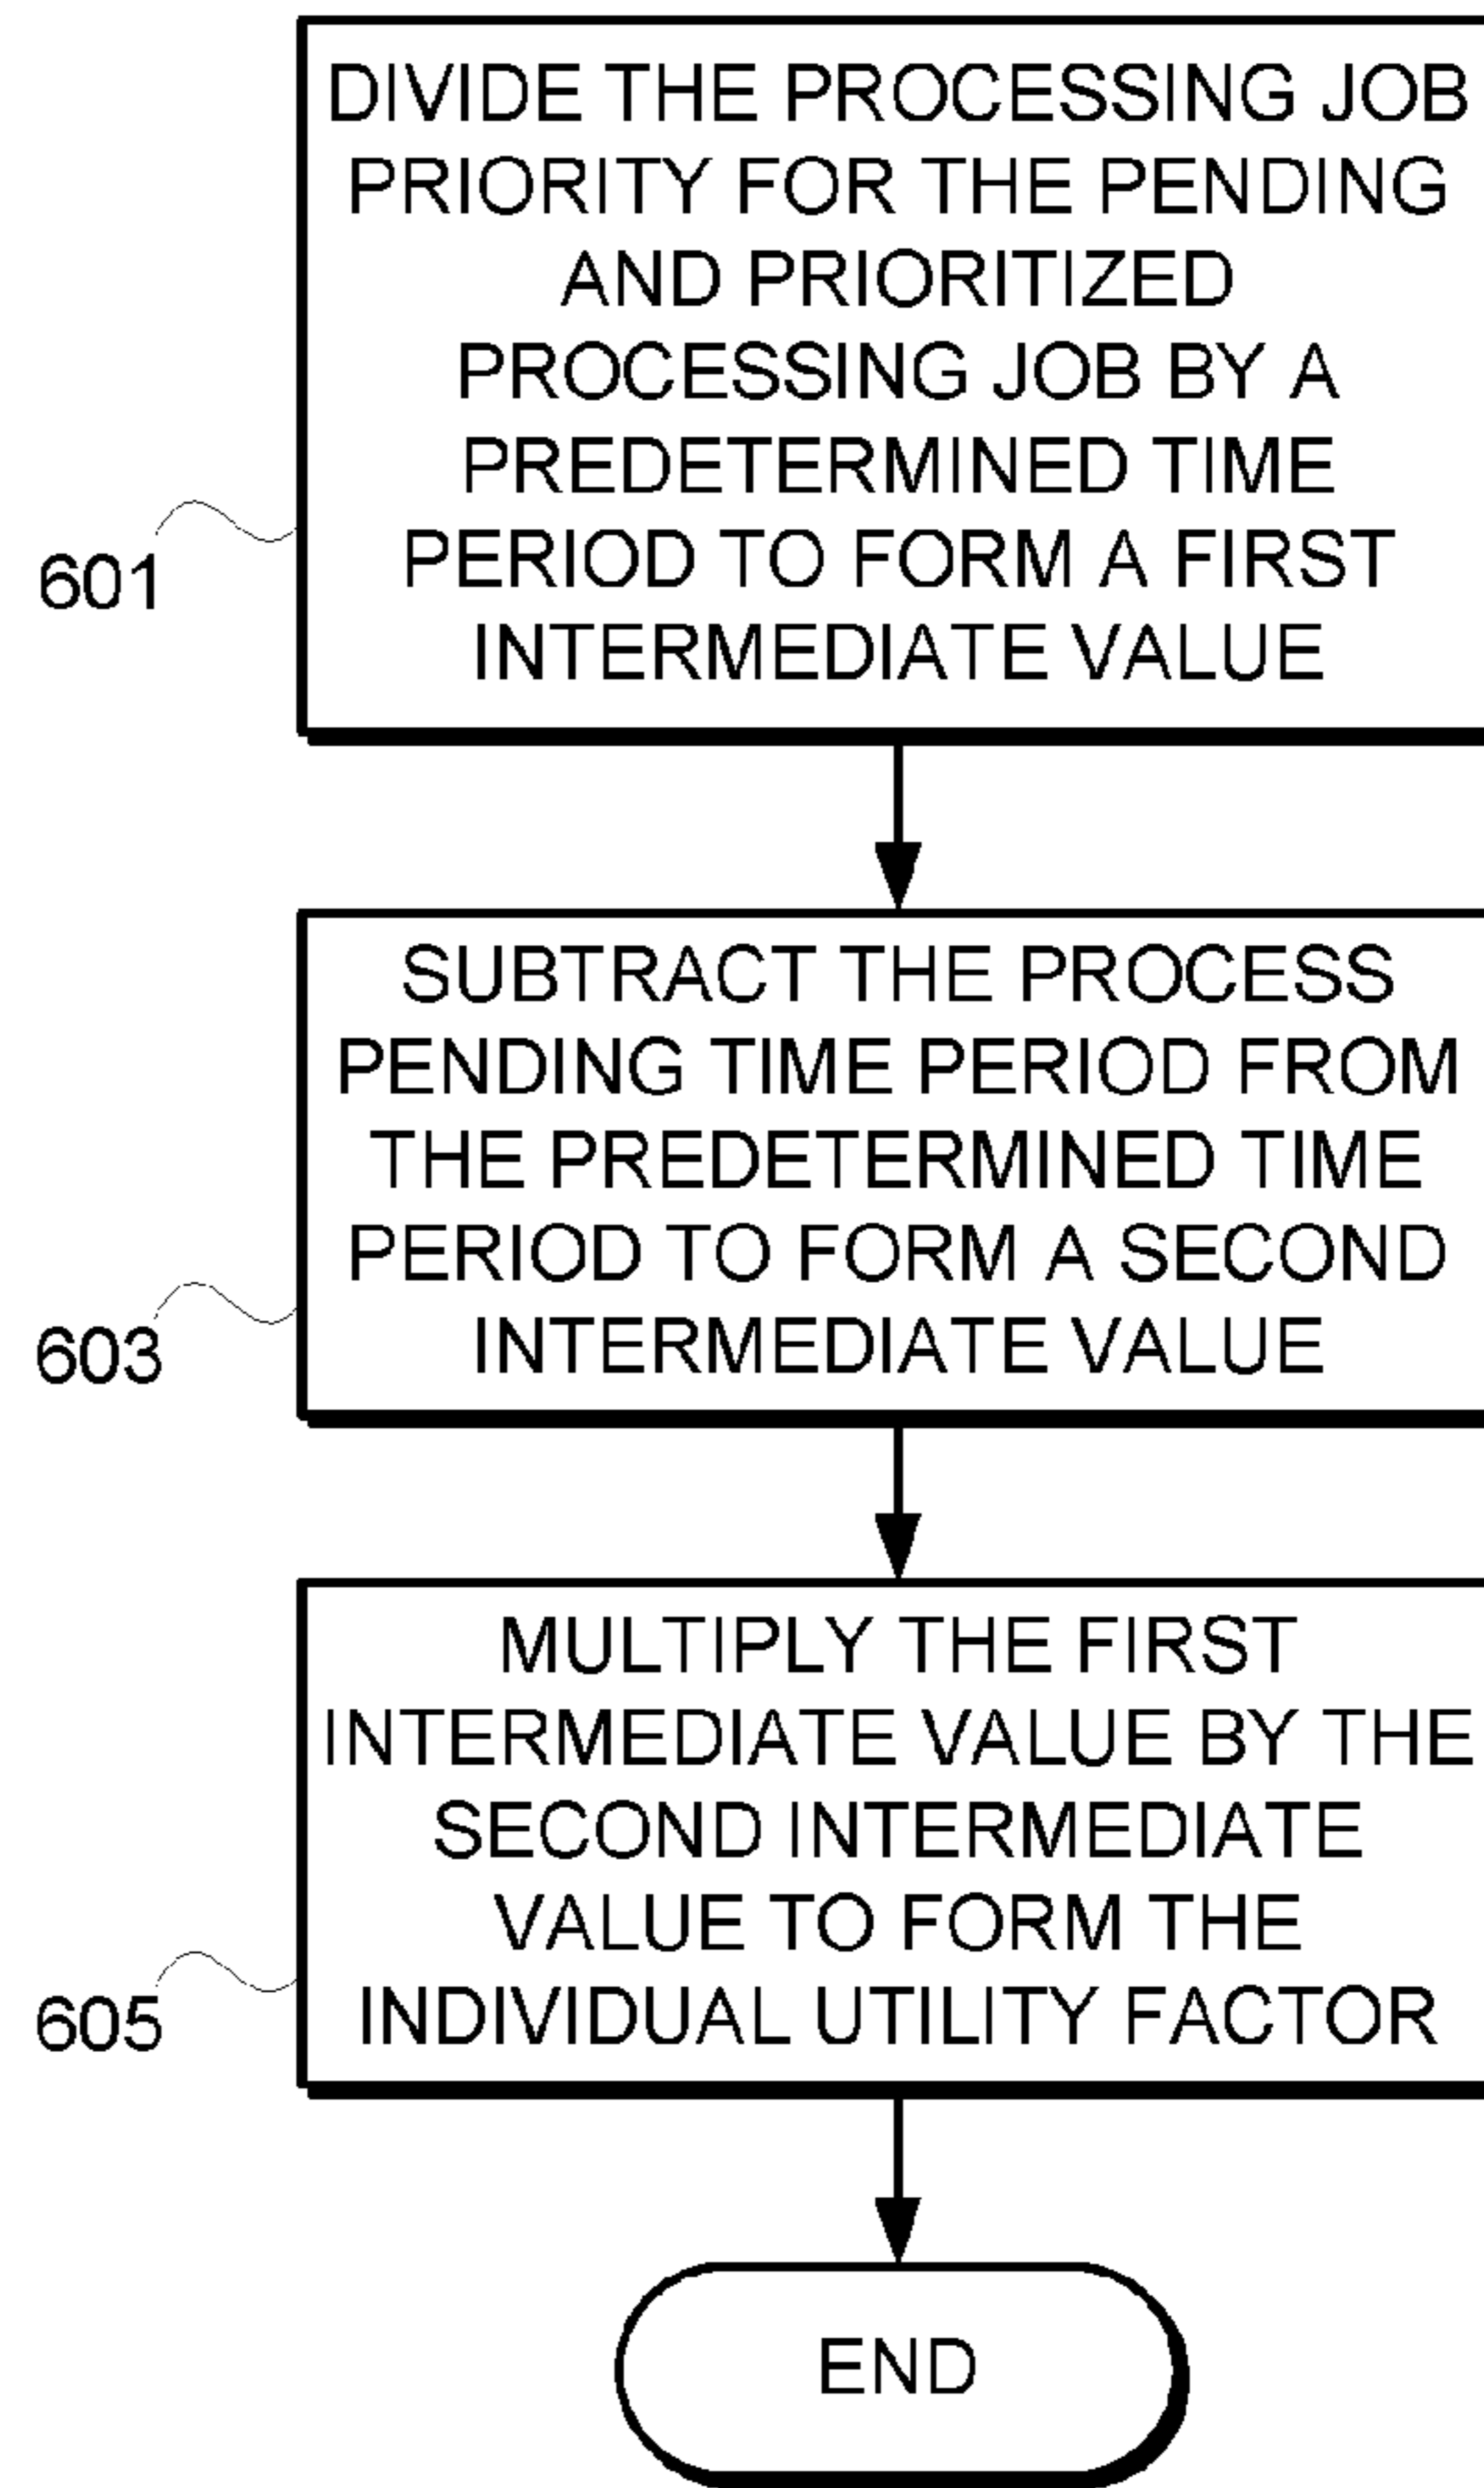 DIVIDE THE PROCESSING JOB
PRIORITY FOR THE PENDING
AND PRIORITIZED
PROCESSING JOB BY A
PREDETERMINED TIME
PERIOD TO FORM A FIRST
INTERMEDIATE VALUE
601
SUBTRACT THE PROCESS
PENDING TIME PERIOD FROM
THE PREDETERMINED TIME
PERIOD TO FORM A SECOND
INTERMEDIATE VALUE
603
MULTIPLY THE FIRST
INTERMEDIATE VALUE BY THE
SECOND INTERMEDIATE
VALUE TO FORM THE
INDIVIDUAL UTILITY FACTOR
605
END